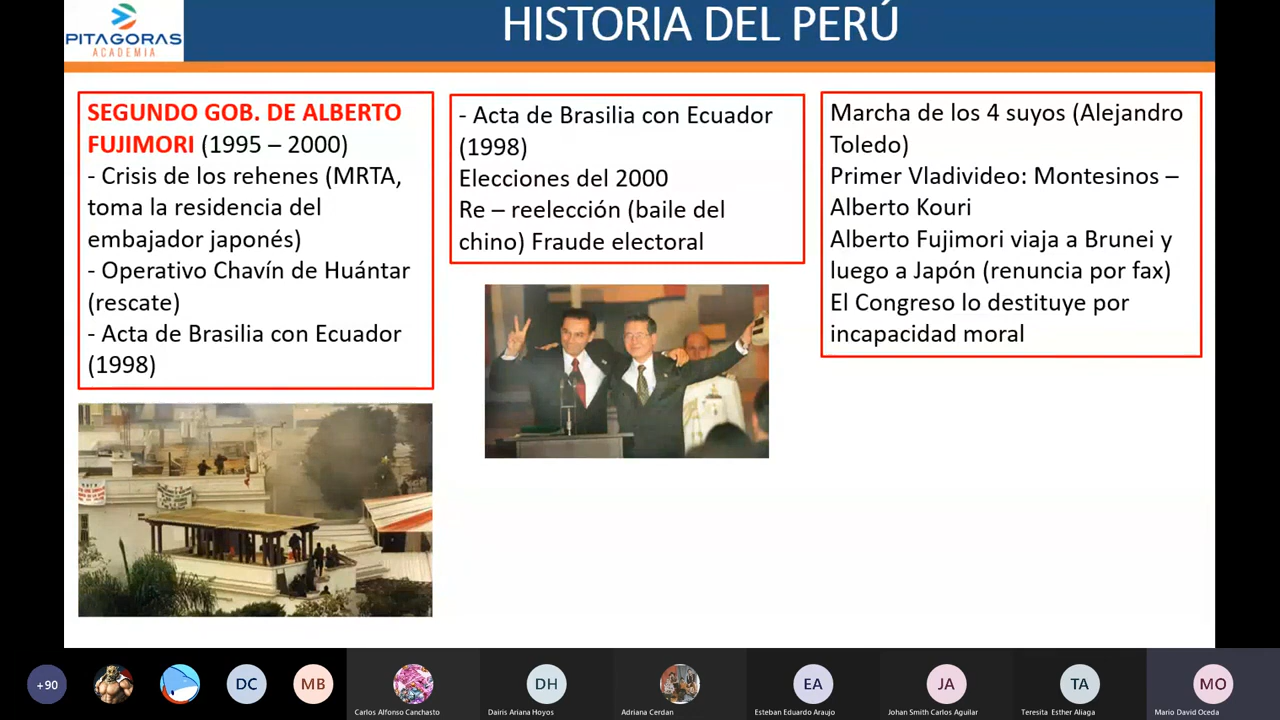 PITAGORAS
ACADEMIA
HISTORIA DEL PERÚ
SEGUNDO GOB. DE ALBERTO
FUJIMORI (1995 – 2000)
- Crisis de los rehenes (MRTA,
toma la residencia del
embajador japonés)
- Operativo Chavín de Huántar
(rescate)
- Acta de Brasilia con Ecuador
(1998)
- Acta de Brasilia con Ecuador
(1998)
Elecciones del 2000
Re – reelección (baile del
chino) Fraude electoral
Marcha de los 4 suyos (Alejandro
Toledo)
Primer Vladivideo: Montesinos –
Alberto Kouri
Alberto Fujimori viaja a Brunei y
luego a Japón (renuncia por fax)
El Congreso lo destituye por
incapacidad moral
+90
DC
MB
DH
EA
JA
TA
MO
Carlos Alfonso Canchasto
Dairis Ariana Hoyos
Adriana Cerdan
Esteban Eduardo Araujo
Johan Smith Carlos Aguilar
Teresita Esther Aliaga
Mario David Oceda